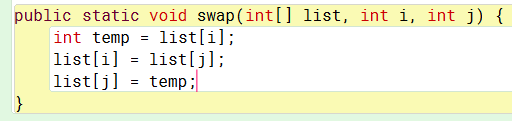 public static void swap(int[] list, int i, int j) {
    int temp = list[i];
    list[i] = list[j];
    list[j] = temp;
}